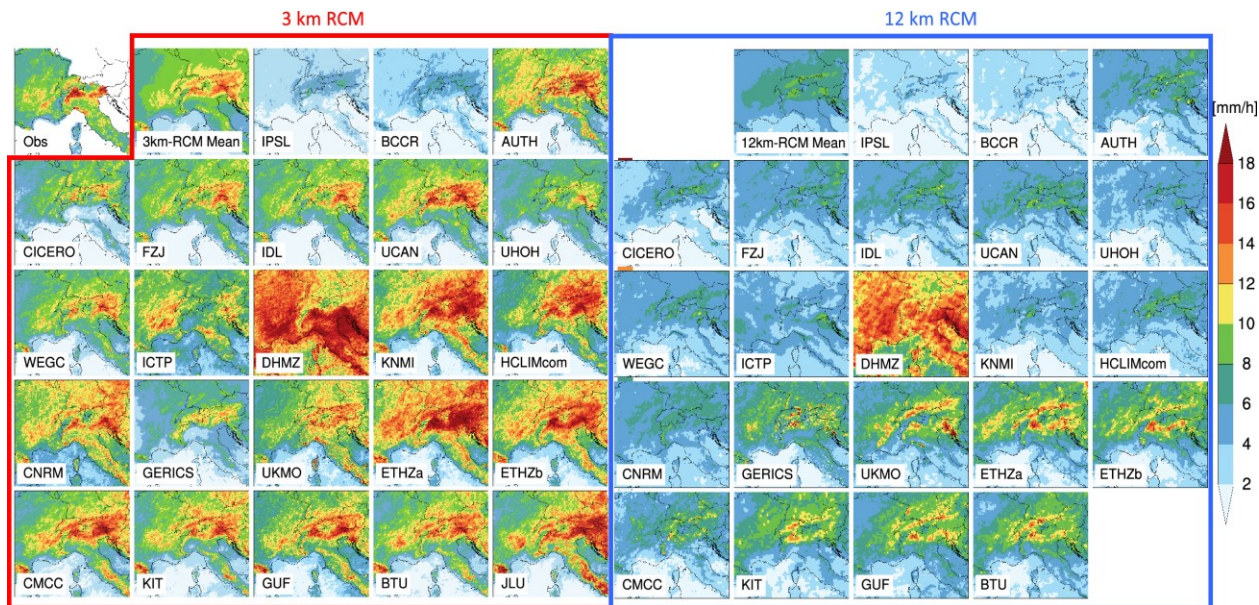 3 km RCM 12 km RCM
Obs 3km-RCM Mean IPSL BCCR AUTH 12km-RCM Mean IPSL BCCR AUTH
[mm/h]
CICERO FZJ IDL UCAN UHOH CICERO FZJ IDL UCAN UHOH
WEGC ICTP DHMZ KNMI HCLIMcom WEGC ICTP DHMZ KNMI HCLIMcom
CNRM GERICS UKMO ETHZa ETHZb CNRM GERICS UKMO ETHZa ETHZb
CMCC KIT GUF BTU JLU CMCC KIT GUF BTU
18
16
14
12
10
8
6
4
2